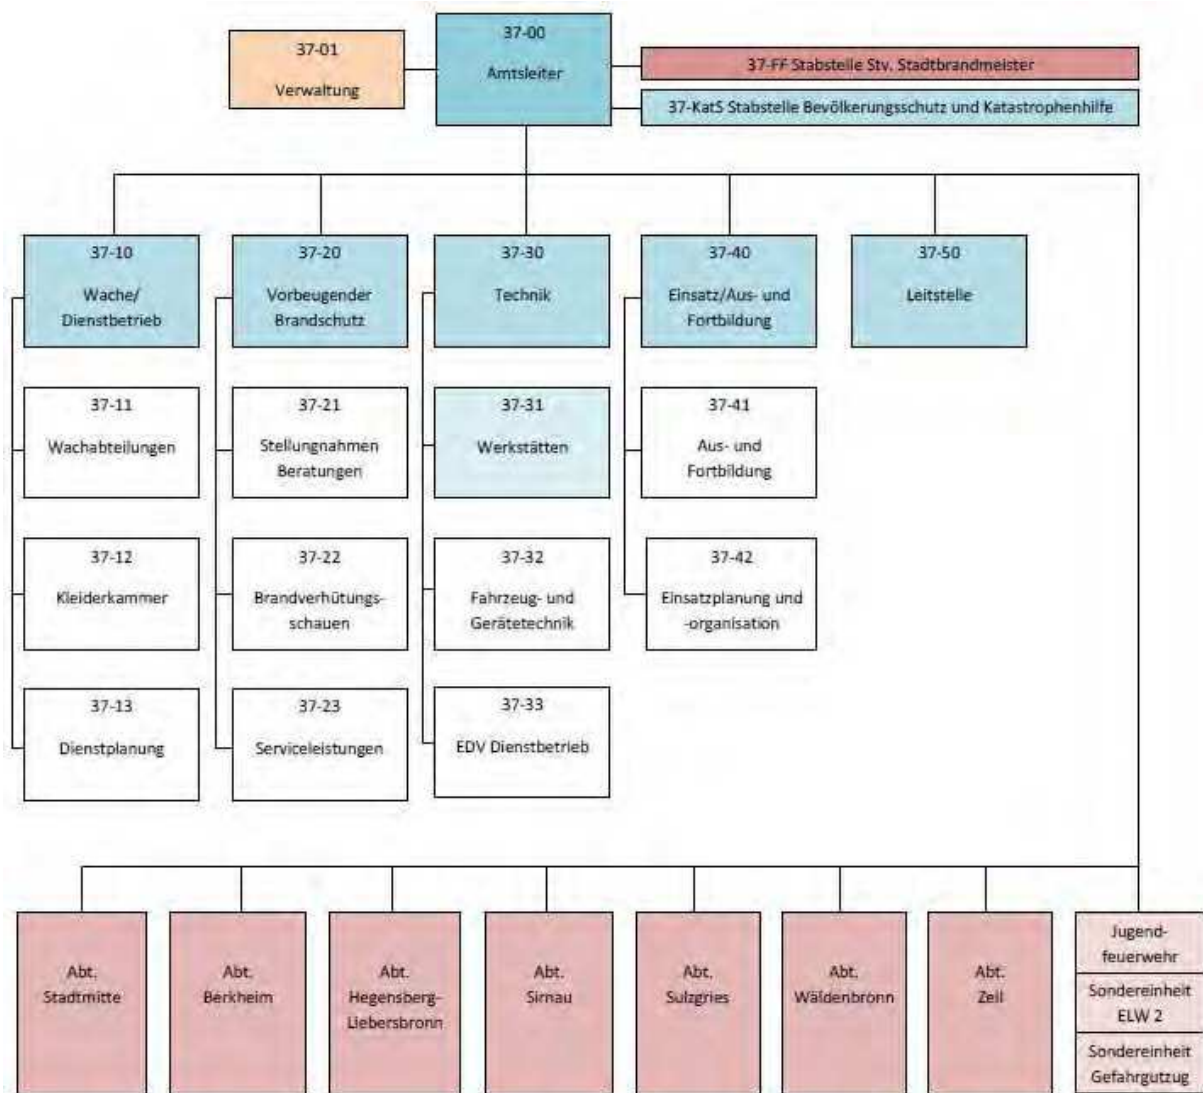 37-01
Verwaltung
37-00
Amtsleiter
37-FF Stabstelle Stv. Stadtbrandmeister
37-KatS Stabstelle Bevölkerungsschutz und Katastrophenhilfe
37-10
Wache/
Dienstbetrieb
37-20
Vorbeugender
Brandschutz
37-30
Technik
37-40
Einsatz/Aus- und
Fortbildung
37-50
Leitstelle
37-11
Wachabteilungen
37-21
Stellungnahmen
Beratungen
37-31
Werkstätten
37-41
Aus- und
Fortbildung
37-12
Kleiderkammer
37-22
Brandverhütungs-
schauen
37-32
Fahrzeug- und
Gerätetechnik
37-42
Einsatzplanung und
-organisation
37-13
Dienstplanung
37-23
Serviceleistungen
37-33
EDV Dienstbetrieb
Abt.
Stadtmitte
Abt.
Berkheim
Abt.
Hegensberg-
Liebersbronn
Abt.
Sirnau
Abt.
Sulzgries
Abt.
Wäldenbronn
Abt.
Zell
Jugend-
feuerwehr
Sondereinheit
ELW 2
Sondereinheit
Gefahrgutzug